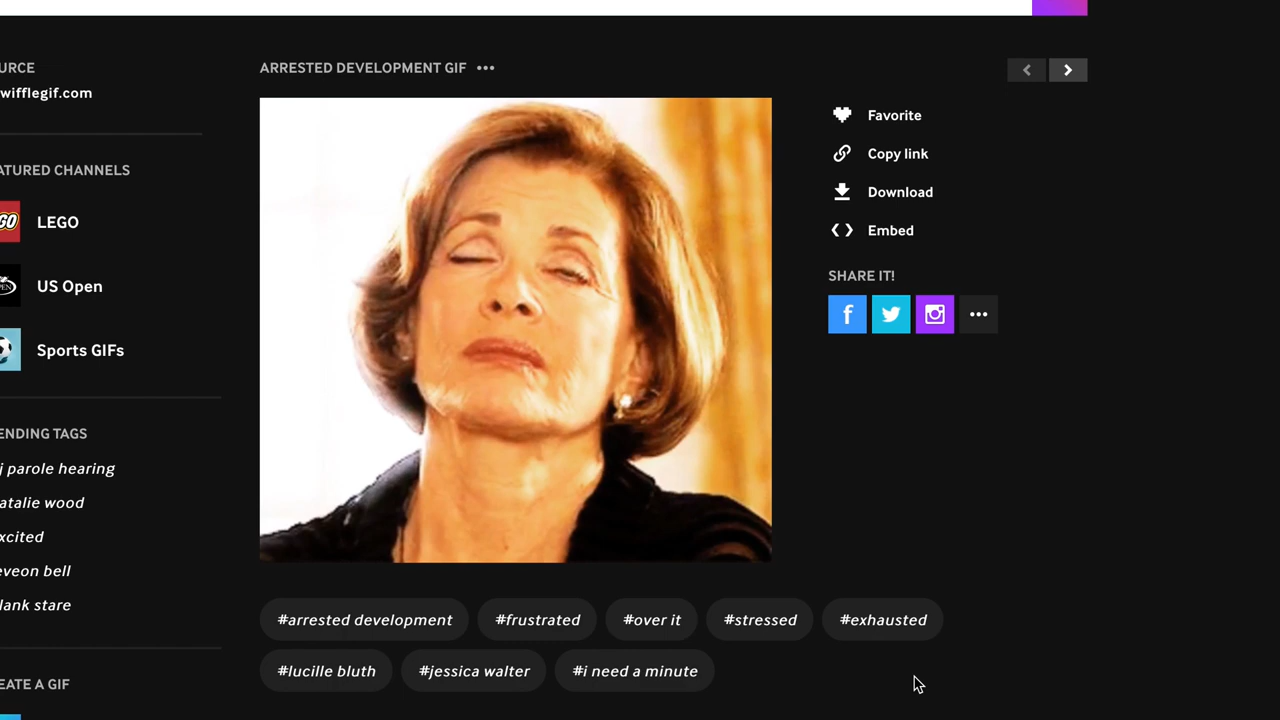 URCE
wifflegif.com
ATURED CHANNELS
GO
LEGO
US Open
Sports GIFs
ENDING TAGS
j parole hearing
atalie wood
xcited
eveon bell
lank stare
EATE A GIF
ARRESTED DEVELOPMENT GIF
Favorite
Copy link
Download
Embed
SHARE IT!
f
#arrested development
#frustrated
#over it
#stressed
#exhausted
#lucille bluth
#jessica walter
#i need a minute